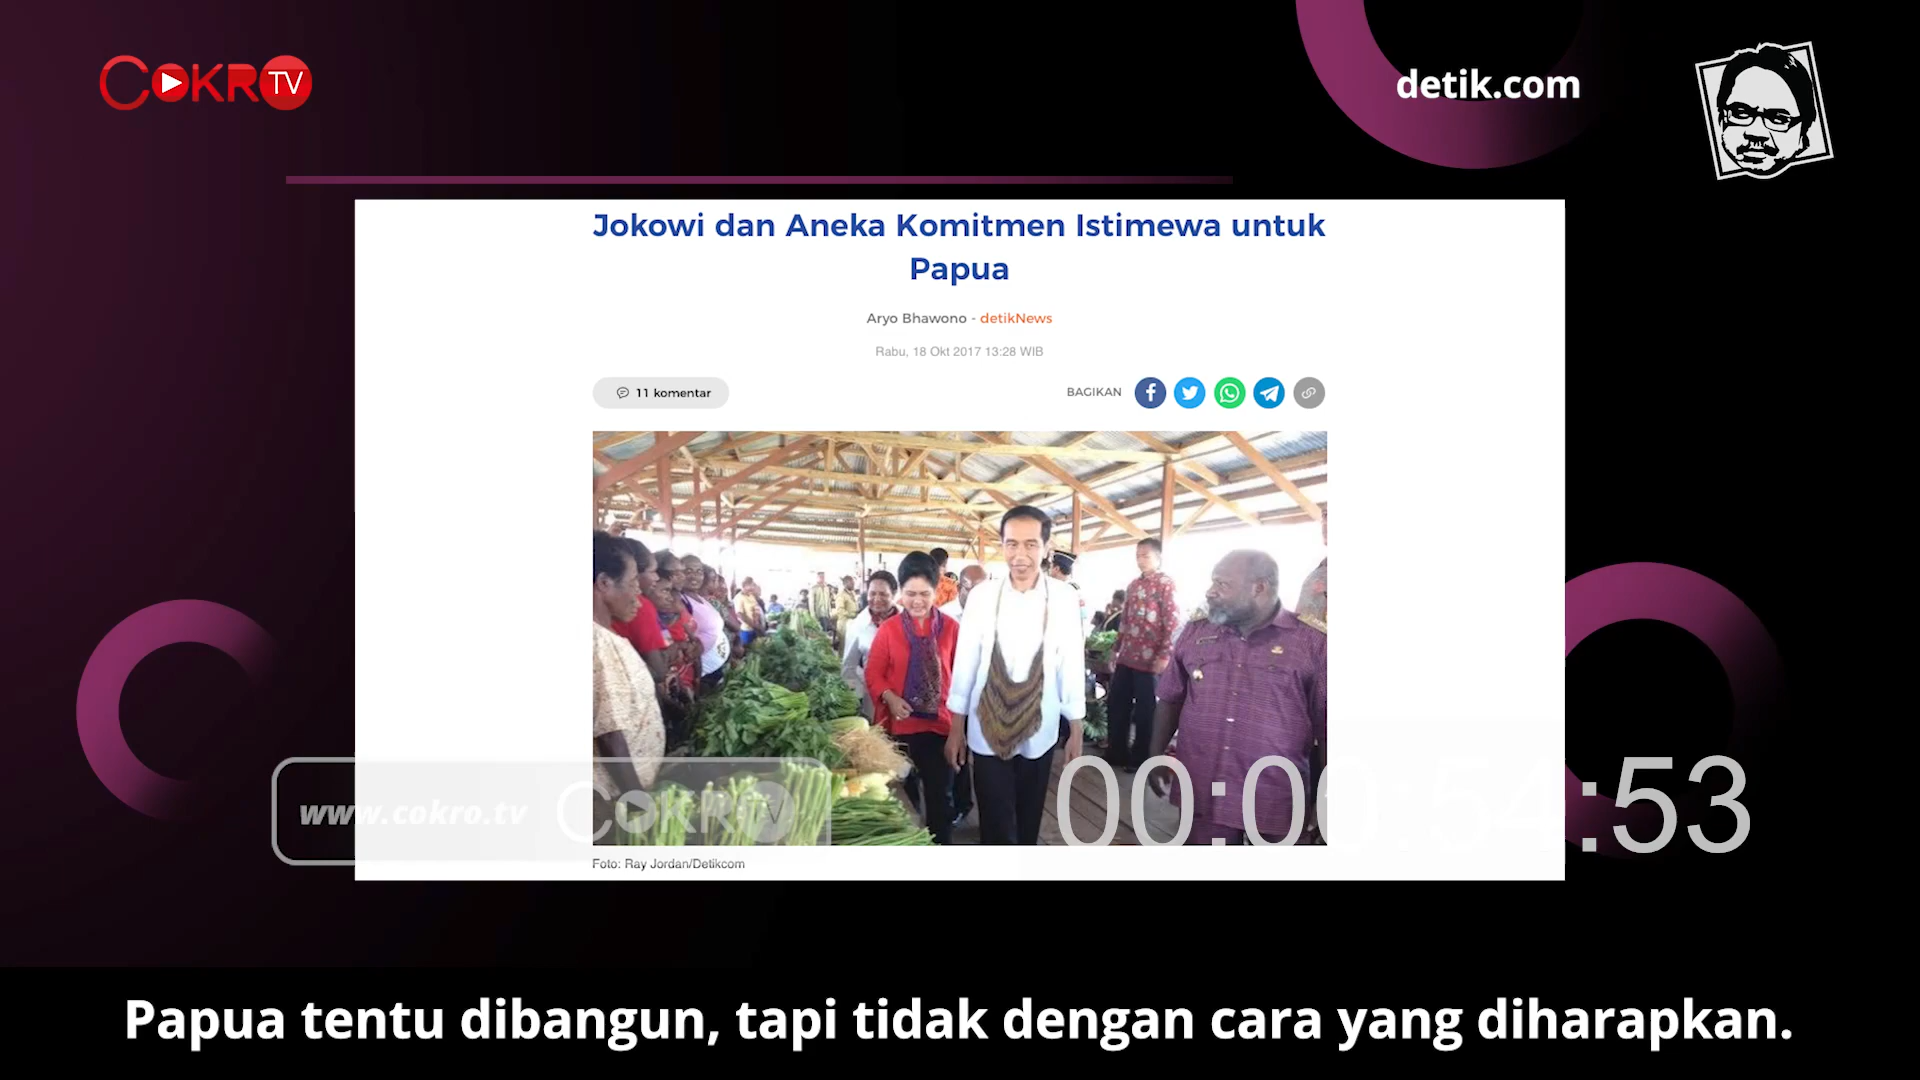 COKRO TV
detik.com
Jokowi dan Aneka Komitmen Istimewa untuk
Papua
Aryo Bhawono - detikNews
Rabu, 18 Okt 2017 13:28 WIB
11 komentar
BAGIKAN
www.cokro.tv
COKRO TV
00:00:54:53
Foto: Ray Jordan/Detikcom
Papua tentu dibangun, tapi tidak dengan cara yang diharapkan.